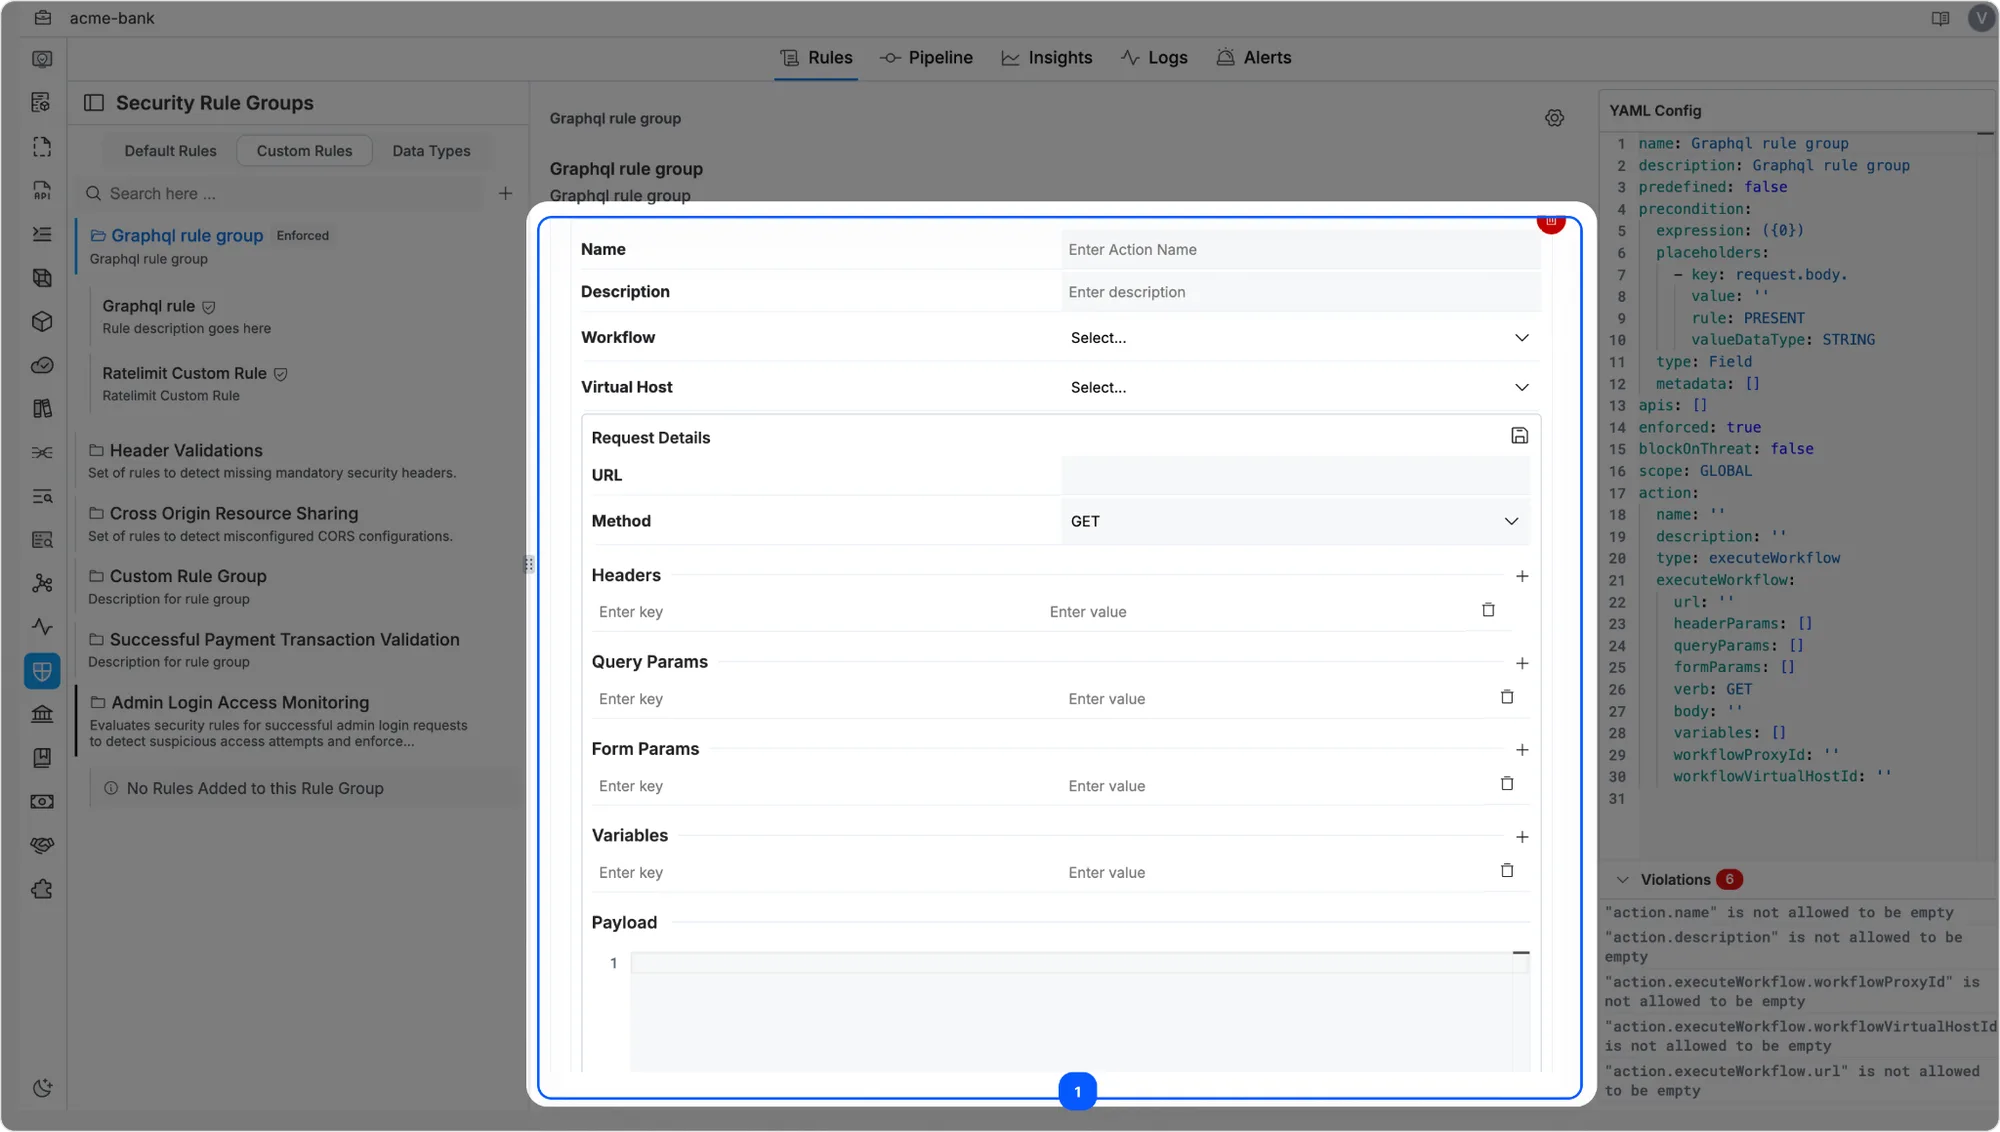 acme-bank
V
Rules
Pipeline
Insights
Logs
Alerts
Security Rule Groups
Default Rules
Custom Rules
Data Types
Search here ...
Graphql rule group
Enforced
Graphql rule group
Graphql rule
Rule description goes here
Ratelimit Custom Rule
Ratelimit Custom Rule
Header Validations
Set of rules to detect missing mandatory security headers.
Cross Origin Resource Sharing
Set of rules to detect misconfigured CORS configurations.
Custom Rule Group
Description for rule group
Successful Payment Transaction Validation
Description for rule group
Admin Login Access Monitoring
Evaluates security rules for successful admin login requests
to detect suspicious access attempts and enforce...
No Rules Added to this Rule Group
API
Graphql rule group
Graphql rule group
Graphql rule group
Name
Enter Action Name
Description
Enter description
Workflow
Select...
Virtual Host
Select...
Request Details
URL
Method
GET
Headers
Enter key
Enter value
Query Params
Enter key
Enter value
Form Params
Enter key
Enter value
Variables
Enter key
Enter value
Payload
1
1
YAML Config
1 name: Graphql rule group
2 description: Graphql rule group
3 predefined: false
4 precondition:
5 expression: ({0})
6 placeholders:
7 - key: request.body.
8 value: ''
9 rule: PRESENT
10 valueDataType: STRING
11 type: Field
12 metadata: []
13 apis: []
14 enforced: true
15 blockOnThreat: false
16 scope: GLOBAL
17 action:
18 name: ''
19 description: ''
20 type: executeWorkflow
21 executeWorkflow:
22 url: ''
23 headerParams: []
24 queryParams: []
25 formParams: []
26 verb: GET
27 body: ''
28 variables: []
29 workflowProxyId: ''
30 workflowVirtualHostId: ''
31
Violations 6
"action.name" is not allowed to be empty
"action.description" is not allowed to be
empty
"action.executeWorkflow.workflowProxyId" is
not allowed to be empty
"action.executeWorkflow.workflowVirtualHostId
is not allowed to be empty
"action.executeWorkflow.url" is not allowed
to be empty